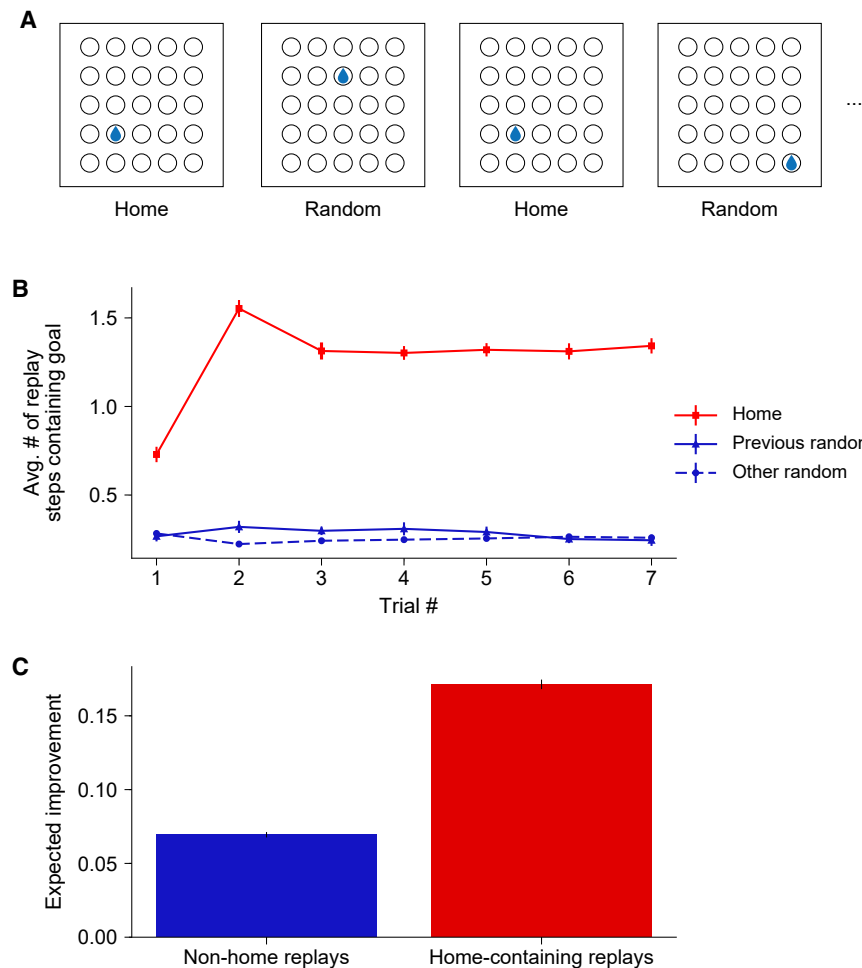 A
Home
Random
Home
Random
...
B
Avg. # of replay
steps containing goal
1.5
1.0
0.5
1
2
3
4
5
6
7
Trial #
Home
Previous random
Other random
C
Expected improvement
0.15
0.10
0.05
0.00
Non-home replays
Home-containing replays